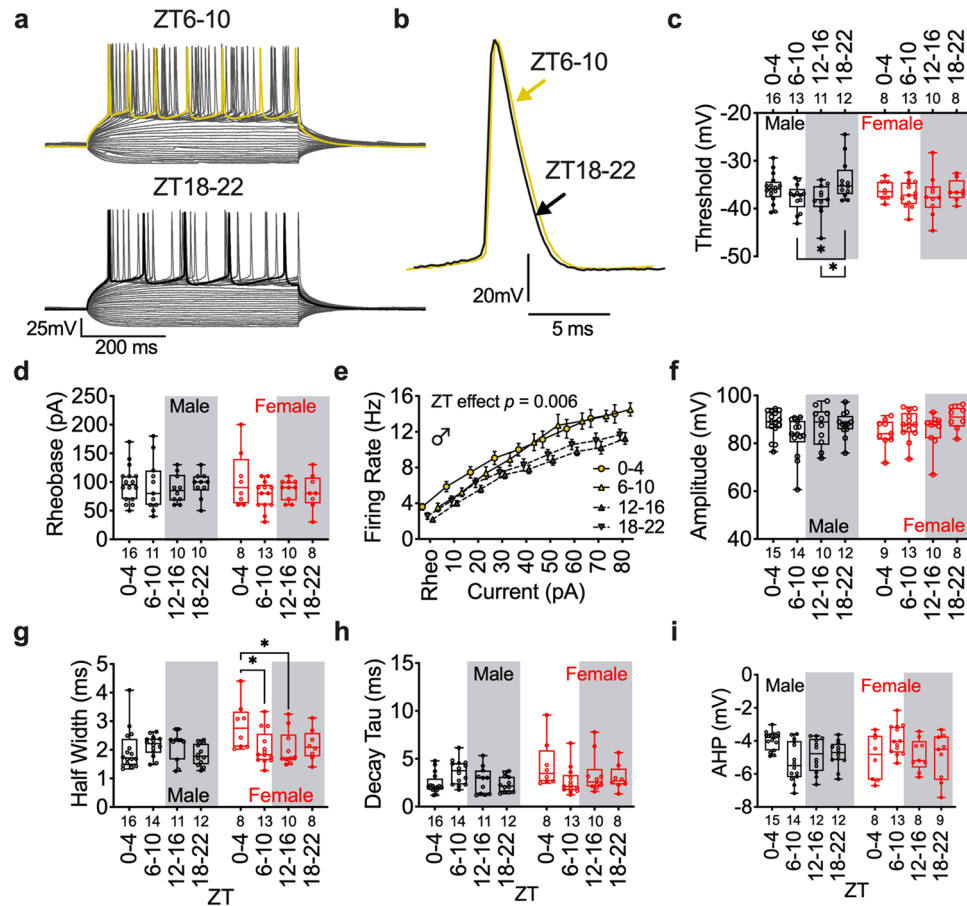 a
ZT6-10
ZT18-22
25mV
200 ms
b
ZT6-10
ZT18-22
20mV
5 ms
c
0-4
6-10
12-16
18-22
0-4
6-10
12-16
18-22
16 13 11 12 8 13 10 8
Threshold (mV)
-20
-30
-40
-50
Male
Female
*
*
d
Rheobase (pA)
250
200
150
100
50
0
Male
Female
16 11 10 10 8 13 10 8
0-4
6-10
12-16
18-22
0-4
6-10
12-16
18-22
e
Firing Rate (Hz)
16
12
8
4
0
ZT effect p = 0.006
♂
0-4
6-10
12-16
18-22
Rheo
10
20
30
40
50
60
70
80
Current (pA)
f
Amplitude (mV)
100
80
60
40
Male
Female
15 14 10 12 9 13 10 8
0-4
6-10
12-16
18-22
0-4
6-10
12-16
18-22
g
Half Width (ms)
5
4
3
2
1
0
*
*
Male
Female
16 14 11 12 8 13 10 8
0-4
6-10
12-16
18-22
0-4
6-10
12-16
18-22
ZT
h
Decay Tau (ms)
15
10
5
0
Male
Female
16 14 11 12 8 13 10 8
0-4
6-10
12-16
18-22
0-4
6-10
12-16
18-22
i
AHP (mV)
0
-2
-4
-6
-8
Male
Female
15 14 12 12 8 13 8 9
0-4
6-10
12-16
18-22
0-4
6-10
12-16
18-22
ZT